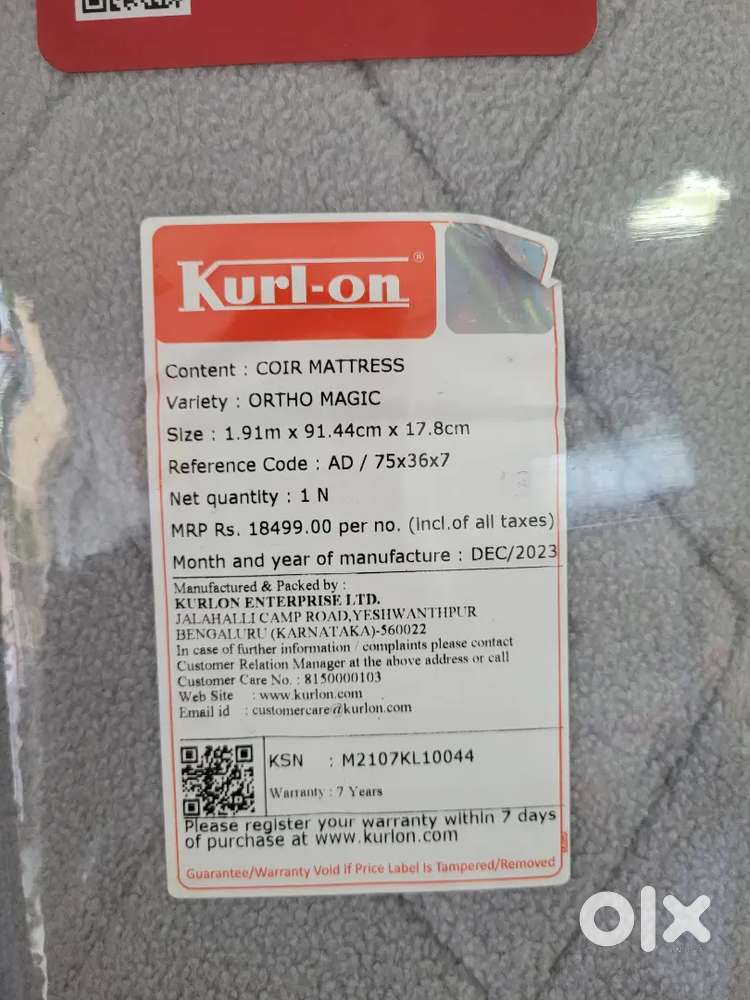 Kurl-on ®
Content : COIR MATTRESS
Variety : ORTHO MAGIC
Size : 1.91m x 91.44cm x 17.8cm
Reference Code : AD / 75x36x7
Net quantity : 1 N
MRP Rs. 18499.00 per no. (incl.of all taxes)
Month and year of manufacture : DEC/2023
Manufactured & Packed by :
KURLON ENTERPRISE LTD.
JALAHALLI CAMP ROAD,YESHWANTHPUR
BENGALURU (KARNATAKA)-560022
In case of further information / complaints please contact
Customer Relation Manager at the above address or call
Customer Care No. : 8150000103
Web Site : www.kurlon.com
Email id : customercare@kurlon.com
KSN : M2107KL10044
Warranty : 7 Years
Please register your warranty within 7 days
of purchase at www.kurlon.com
Guarantee/Warranty Void If Price Label Is Tampered/Removed
olx